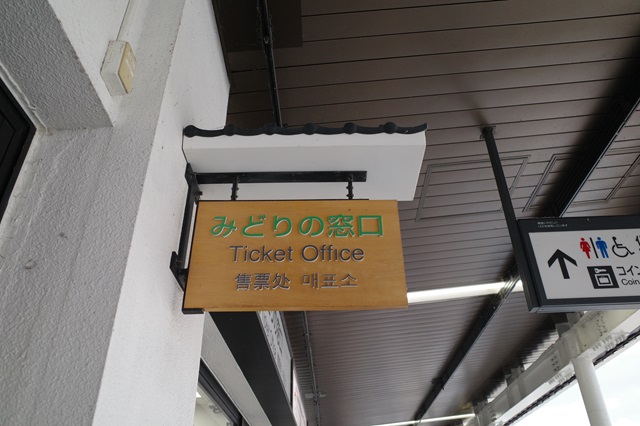 みどりの窓口
Ticket Office
售票处 매표소
コイン
Coin